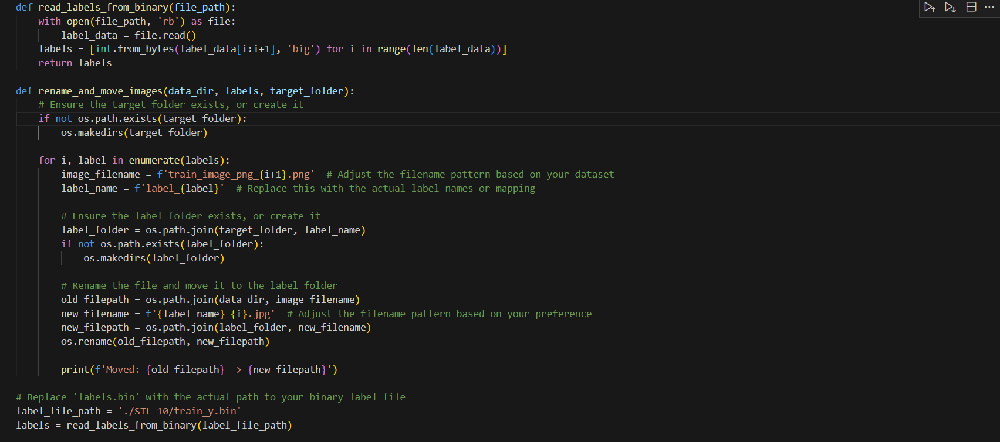 def read_labels_from_binary(file_path):
    with open(file_path, 'rb') as file:
        label_data = file.read()
    labels = [int.from_bytes(label_data[i:i+1], 'big') for i in range(len(label_data))]
    return labels

def rename_and_move_images(data_dir, labels, target_folder):
    # Ensure the target folder exists, or create it
    if not os.path.exists(target_folder):
        os.makedirs(target_folder)

    for i, label in enumerate(labels):
        image_filename = f'train_image_png_{i+1}.png'  # Adjust the filename pattern based on your dataset
        label_name = f'label_{label}'  # Replace this with the actual label names or mapping

        # Ensure the label folder exists, or create it
        label_folder = os.path.join(target_folder, label_name)
        if not os.path.exists(label_folder):
            os.makedirs(label_folder)

        # Rename the file and move it to the label folder
        old_filepath = os.path.join(data_dir, image_filename)
        new_filename = f'{label_name}_{i}.jpg'  # Adjust the filename pattern based on your preference
        new_filepath = os.path.join(label_folder, new_filename)
        os.rename(old_filepath, new_filepath)

        print(f'Moved: {old_filepath} -> {new_filepath}')

# Replace 'labels.bin' with the actual path to your binary label file
label_file_path = './STL-10/train_y.bin'
labels = read_labels_from_binary(label_file_path)